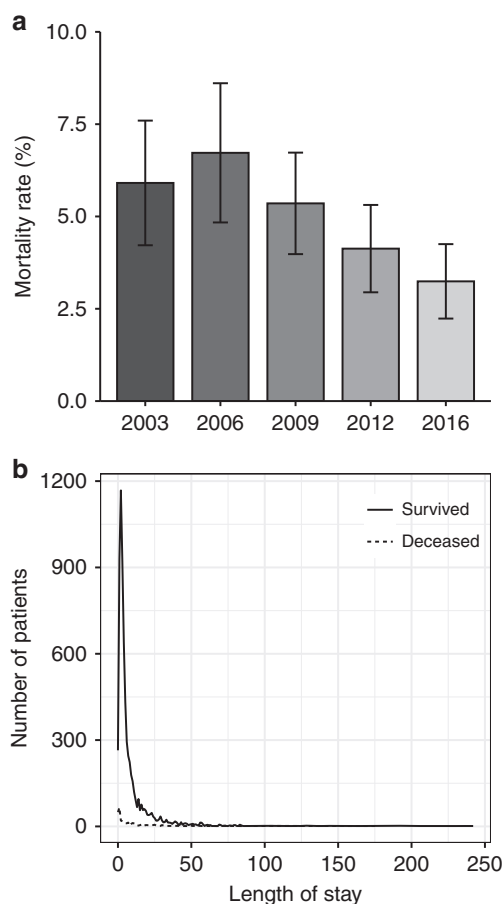 a
10.0
7.5
5.0
2.5
0.0
Mortality rate (%)
2003 2006 2009 2012 2016
b
1200
900
600
300
0
Number of patients
Survived
Deceased
0 50 100 150 200 250
Length of stay